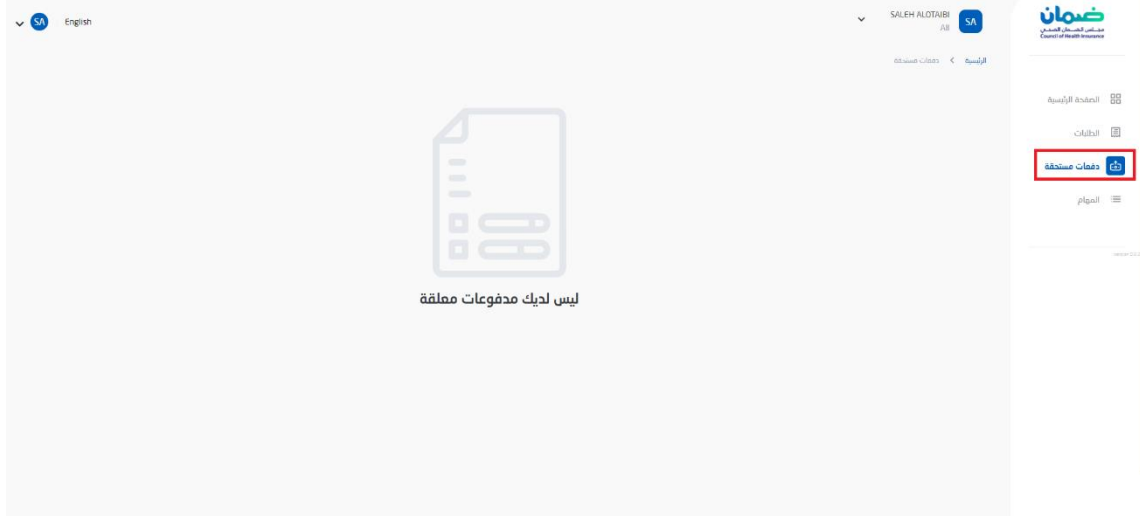 ضمان
مجلس الضمان الصحي
Council of Health Insurance
SALEH ALOTAIBI
All
SA
English
SA
الرئيسية > دفعات مستحقة
الصفحة الرئيسية
الطلبات
دفعات مستحقة
المهام
ليس لديك مدفوعات معلقة